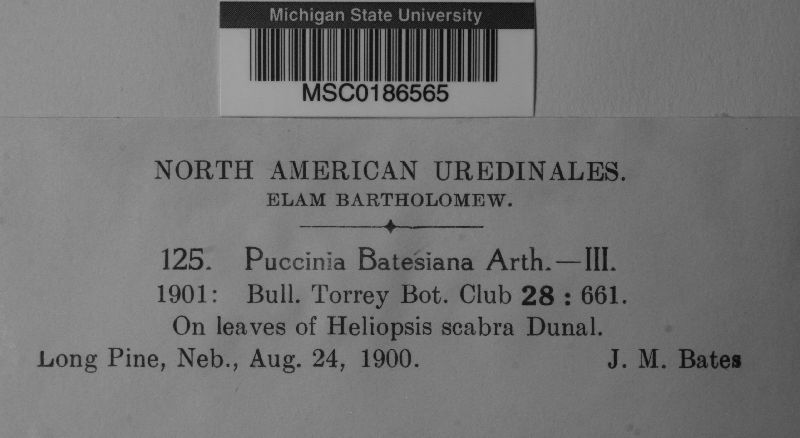 Michigan State University
MSC0186565
NORTH AMERICAN UREDINALES.
ELAM BARTHOLOMEW.
125. Puccinia Batesiana Arth.—III.
1901: Bull. Torrey Bot. Club 28 : 661.
On leaves of Heliopsis scabra Dunal.
Long Pine, Neb., Aug. 24, 1900. J. M. Bates